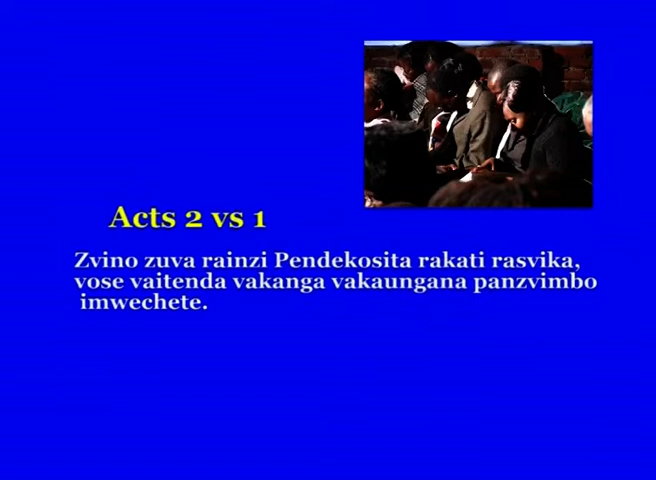 Acts 2 vs 1
Zvino zuva rainzi Pendekosita rakati rasvika,
vose vaitenda vakanga vakaungana panzvimbo
imwechete.